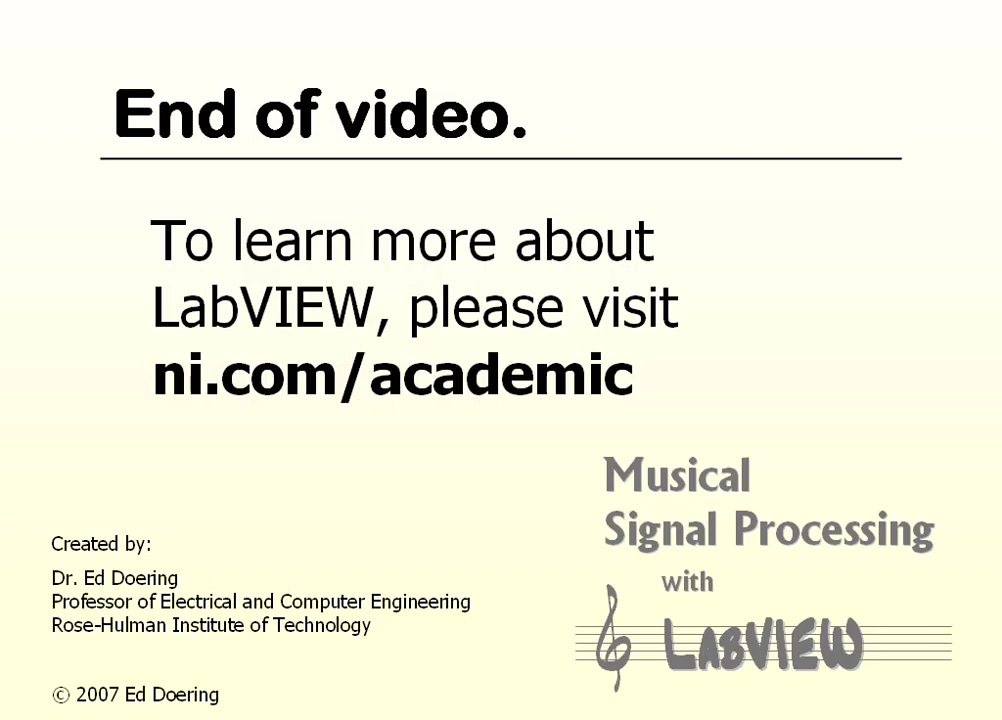 End of video.
To learn more about
LabVIEW, please visit
ni.com/academic
Musical
Signal Processing
with
LABVIEW
Created by:
Dr. Ed Doering
Professor of Electrical and Computer Engineering
Rose-Hulman Institute of Technology
© 2007 Ed Doering